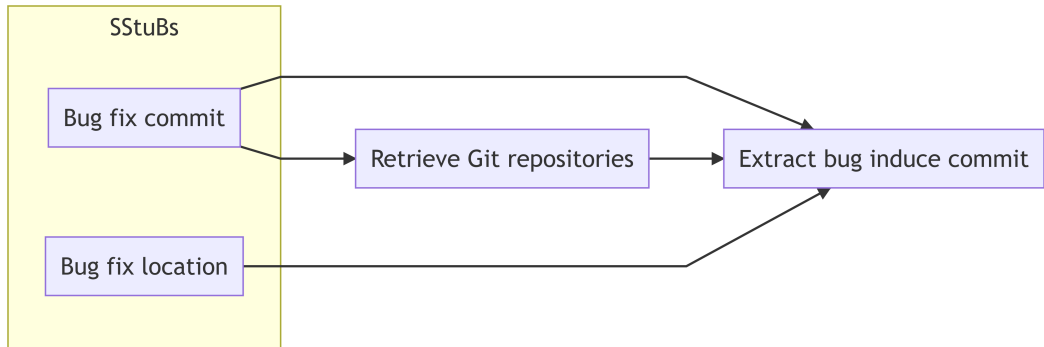 SStuBs
Bug fix commit
Retrieve Git repositories
Extract bug induce commit
Bug fix location